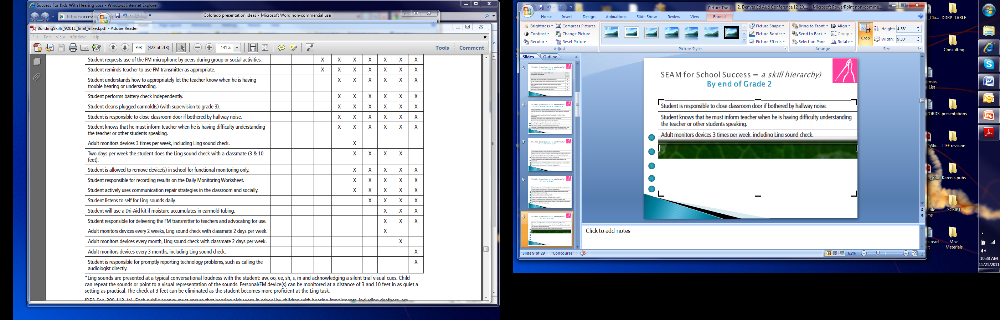 Success For Kids With Hearing Loss - Windows Internet Explorer
http://success
Colorado presentation ideas - Microsoft Word non-commercial use
BuildingSkills_92011_final_mixed.pdf - Adobe Reader
File Edit View Window Help
398 (422 of 518) 131% Tools Comment
Student requests use of the FM microphone by peers during group or social activities. X X X X X X X
Student reminds teacher to use FM transmitter as appropriate. X X X X X X X
Student understands how to appropriately let the teacher know when he is having
trouble hearing or understanding. X X X X X X
Student performs battery check independently. X X X X X X
Student cleans plugged earmold(s) (with supervision to grade 3). X X X X X X
Student is responsible to close classroom door if bothered by hallway noise. X X X X X X
Student knows that he must inform teacher when he is having difficulty understanding
the teacher or other students speaking. X X X X X X
Adult monitors devices 3 times per week, including Ling sound check. X
Two days per week the student does the Ling sound check with a classmate (3 & 10
feet). X X X X
Student is allowed to remove device(s) in school for functional monitoring only. X X X X X
Student responsible for recording results on the Daily Monitoring Worksheet. X X X X X
Student actively uses communication repair strategies in the classroom and socially. X X X X X
Student listens to self for Ling sounds daily. X X X X
Student will use a Dri-Aid kit if moisture accumulates in earmold tubing. X X X
Student responsible for delivering the FM transmitter to teachers and advocating for use. X X X
Adult monitors devices every 2 weeks, Ling sound check with classmate 2 days per week. X
Adult monitors devices every month, Ling sound check with classmate 2 days per week. X
Adult monitors devices every 3 months, including Ling sound check. X
Student is responsible for promptly reporting technology problems, such as calling the
audiologist directly. X
*Ling sounds are presented at a typical conversational loudness with the student: aw, oo, ee, sh, s, m and acknowledging a silent trial visual cues. Child
can repeat the sounds or point to a visual representation of the sounds. Personal/FM device(s) can be monitored at a distance of 3 and 10 feet in as quiet a
setting as practical. The check at 3 feet can be eliminated as the student becomes more proficient at the Ling task.
IDEA Sec. 300.113 (a) Each public agency must ensure that hearing aids worn in school by children with hearing impairments, including deafness, are
Picture Tools 2. Denver Ed Aud Conference 12_2011 - Microsoft PowerPoint non-comme...
Home Insert Design Animations Slide Show Review View Format
Brightness Compress Pictures Picture Shape Bring to Front Align Height: 4.58"
Contrast Change Picture Picture Border Send to Back Group Crop Width: 9.33"
Recolor Reset Picture Picture Effects Selection Pane Rotate
Adjust Picture Styles Arrange Size
Slides Outline
5
6
7
8
9
SEAM for School Success = a skill hierarchy)
By end of Grade 2
Student is responsible to close classroom door if bothered by hallway noise.
Student knows that he must inform teacher when he is having difficulty understanding
the teacher or other students speaking.
Adult monitors devices 3 times per week, including Ling sound check.
Click to add notes
Slide 9 of 29 "Concourse" 62%
DDRP-TARLE
Consulting
List
presentations
LIFE revision
Karen's pubs
SCRIPT
Misc
Materials
10:38 AM
11/21/2011